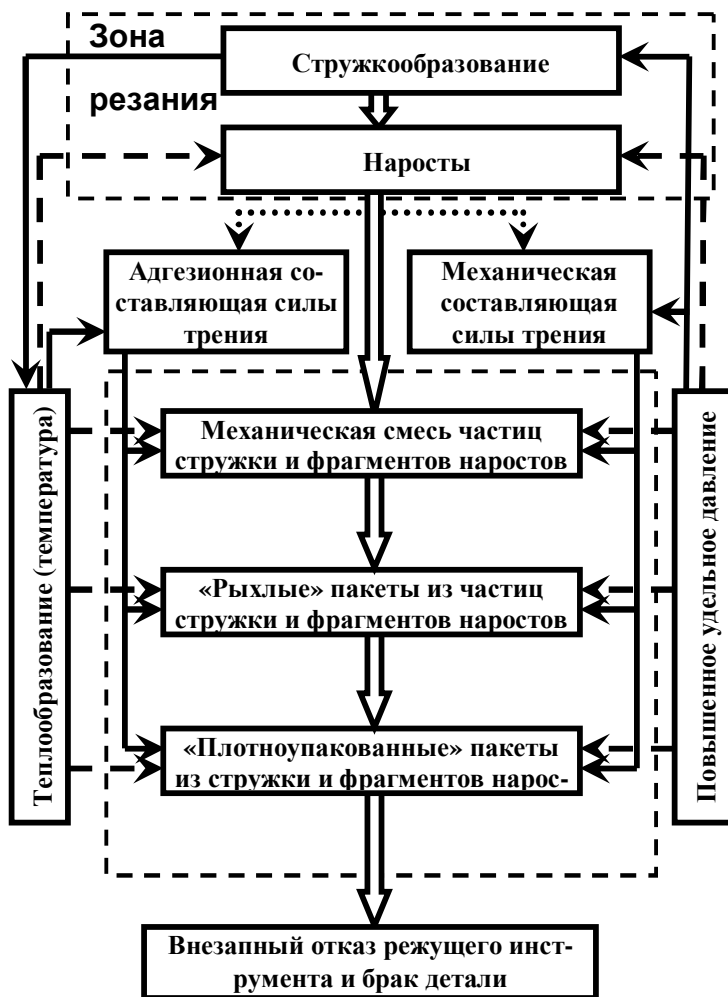 Зона
резания
Стружкообразование
Наросты
Адгезионная со-
ставляющая силы
трения
Механическая
составляющая
силы трения
Теплообразование (температура)
Повышенное удельное давление
Механическая смесь частиц
стружки и фрагментов наростов
«Рыхлые» пакеты из частиц
стружки и фрагментов наростов
«Плотноупакованные» пакеты
из стружки и фрагментов нарос-
Внезапный отказ режущего инст-
румента и брак детали